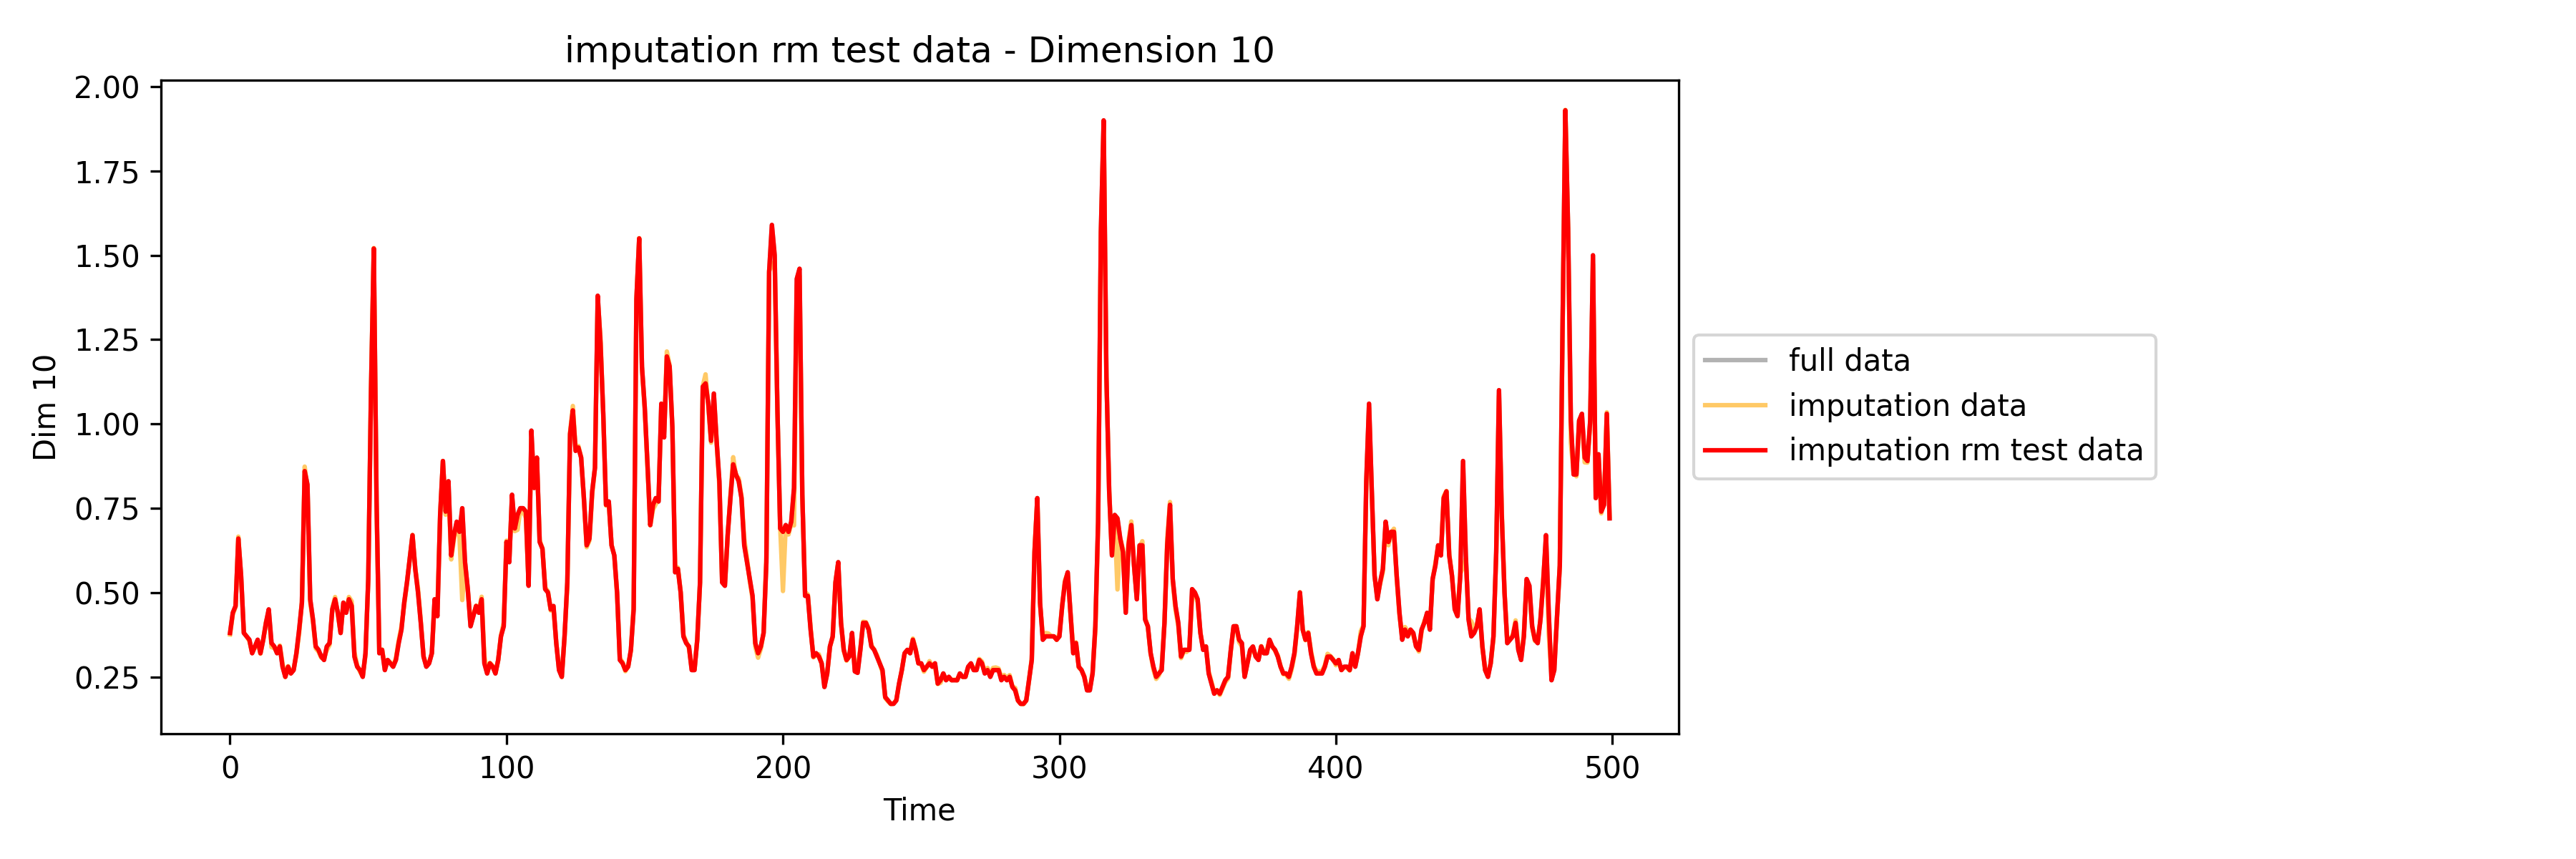 imputation rm test data - Dimension 10
2.00
1.75
1.50
1.25
1.00
0.75
0.50
0.25
Dim 10
0 100 200 300 400 500
Time
full data
imputation data
imputation rm test data